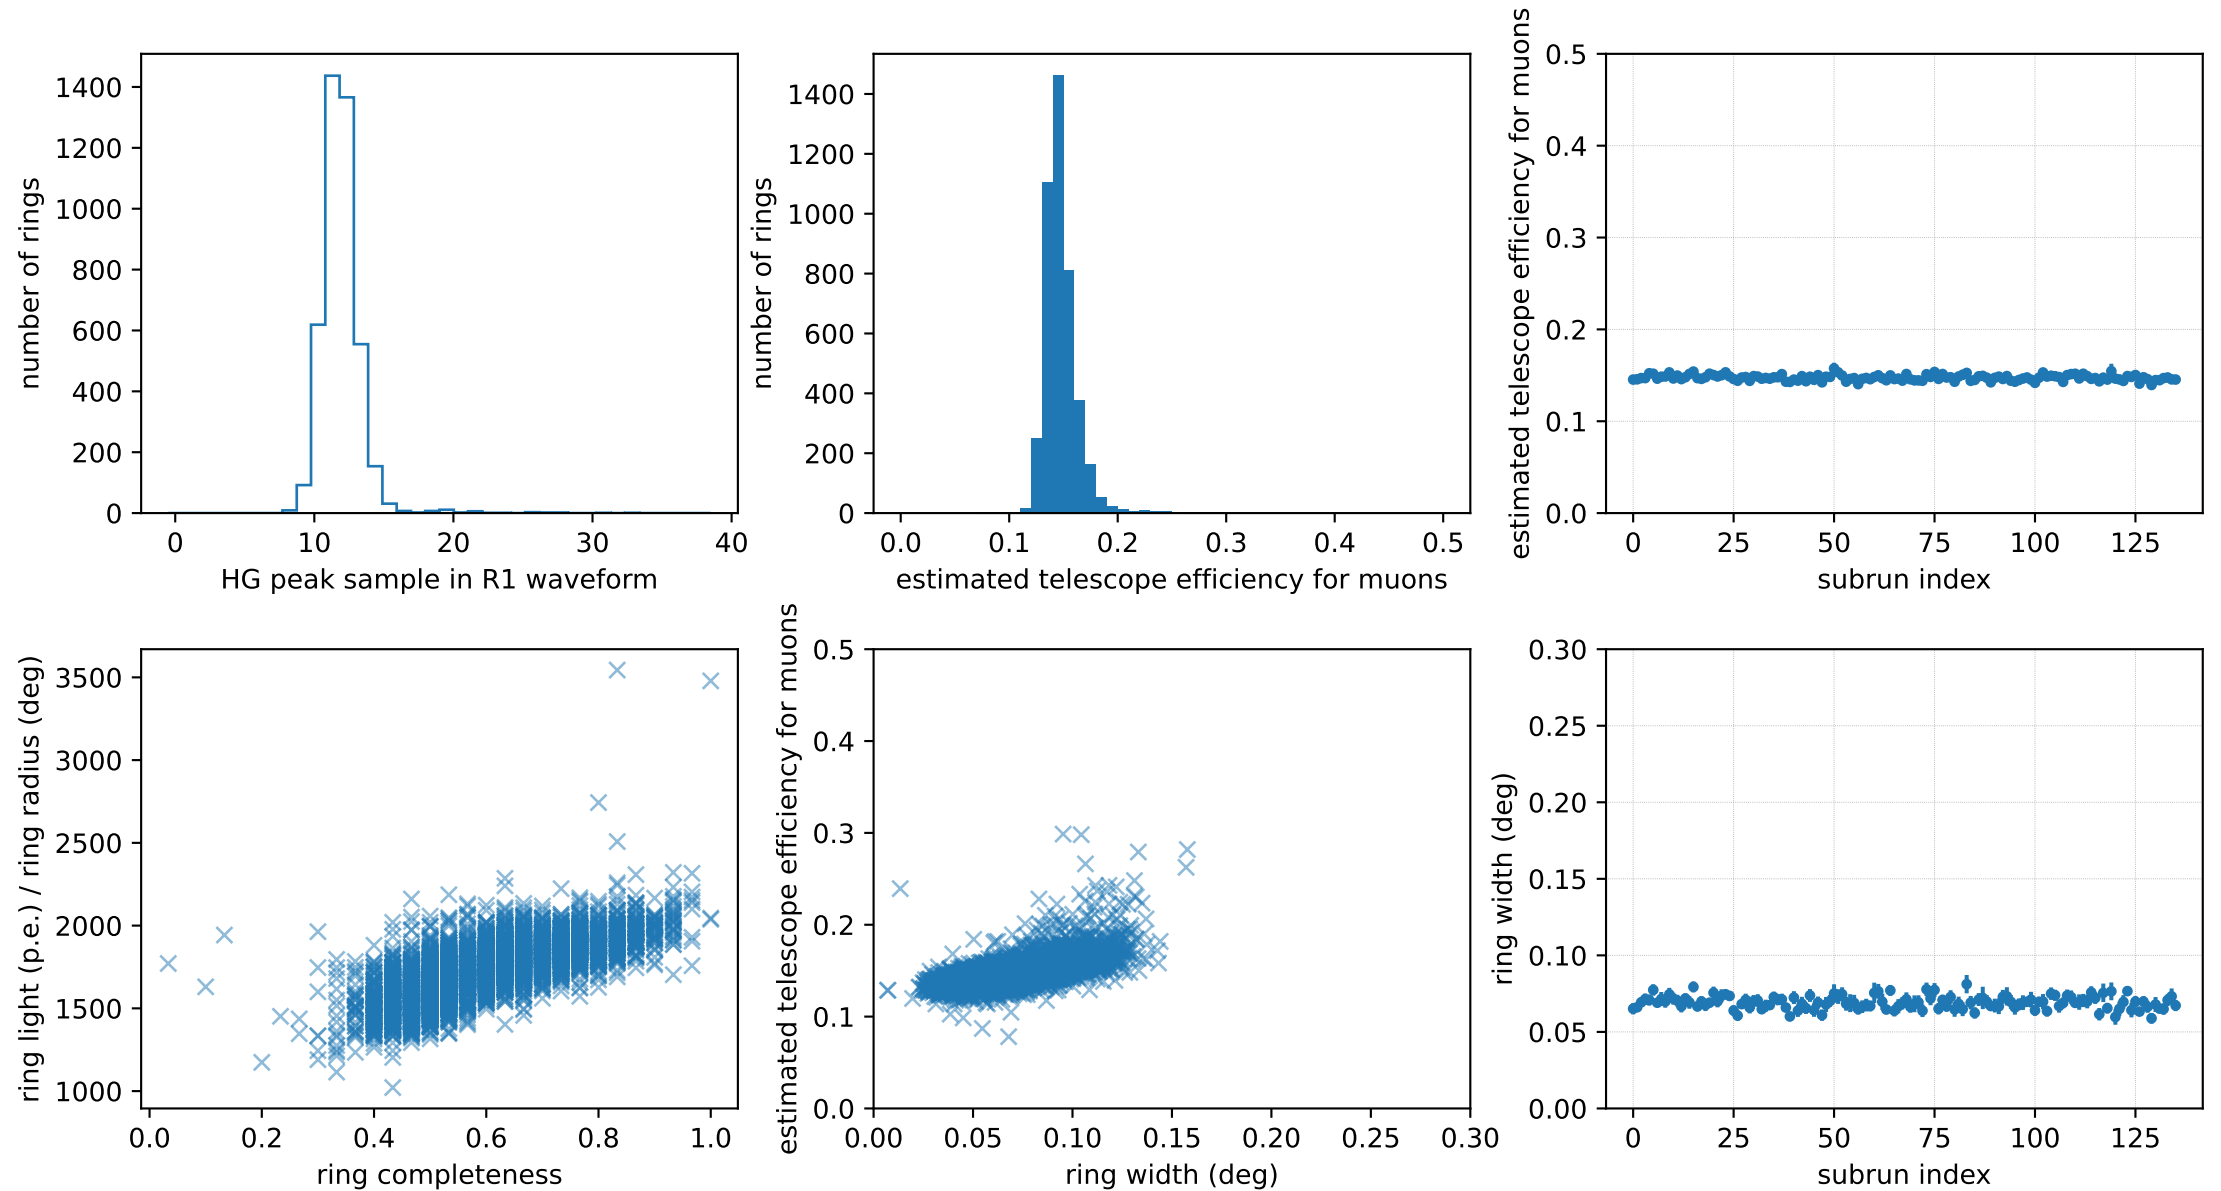 number of rings
1400
1200
1000
800
600
400
200
0
0 10 20 30 40
HG peak sample in R1 waveform
number of rings
1400
1200
1000
800
600
400
200
0
0.0 0.1 0.2 0.3 0.4 0.5
estimated telescope efficiency for muons
estimated telescope efficiency for muons
0.5
0.4
0.3
0.2
0.1
0.0
0 25 50 75 100 125
subrun index
ring light (p.e.) / ring radius (deg)
3500
3000
2500
2000
1500
1000
0.0 0.2 0.4 0.6 0.8 1.0
ring completeness
estimated telescope efficiency for muons
0.5
0.4
0.3
0.2
0.1
0.0
0.00 0.05 0.10 0.15 0.20 0.25 0.30
ring width (deg)
ring width (deg)
0.30
0.25
0.20
0.15
0.10
0.05
0.00
0 25 50 75 100 125
subrun index